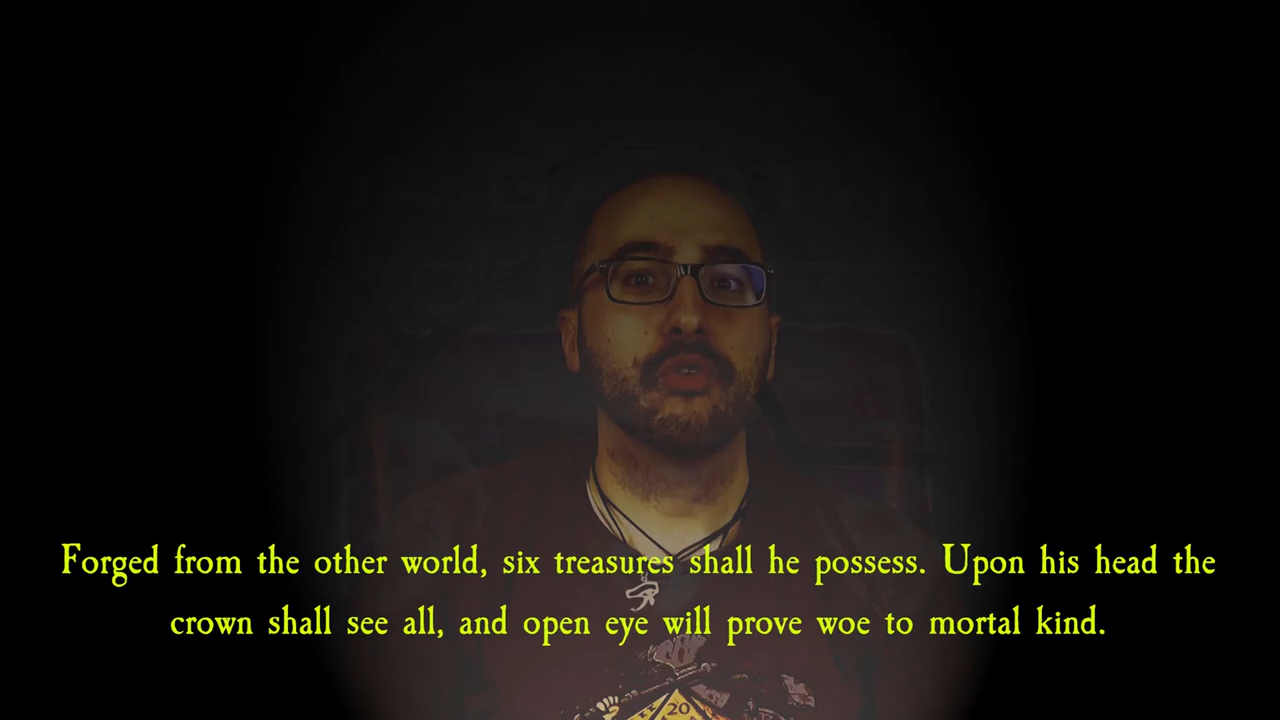 Forged from the other world, six treasures shall he possess. Upon his head the
crown shall see all, and open eye will prove woe to mortal kind.
20